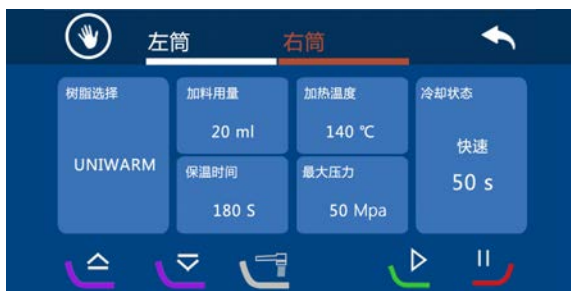 左筒
右筒
树脂选择
UNIWARM
加料用量
20 ml
加热温度
140 ℃
冷却状态
快速
50 s
保温时间
180 S
最大压力
50 Mpa